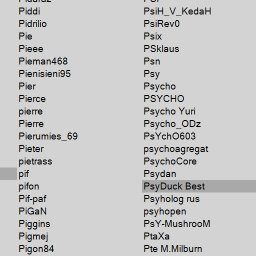 Piddi
Pidrilio
Pie
Pieee
Pieman468
Pienisieni95
Pier
Pierce
pierre
Pierre
Pierumies_69
Pieter
pietrass
pif
pifon
Pif-paf
PiGaN
Piggins
Pigmej
Pigon84
PsiH_V_KedaH
PsiRev0
Psix
PSklaus
Psn
Psy
Psycho
PSYCHO
Psycho Yuri
Psycho_ODz
PsYchO603
psychoagregat
PsychoCore
Psydan
PsyDuck Best
Psyholog rus
psyhopen
PsY-MushrooM
PtaXa
Pte M.Milburn